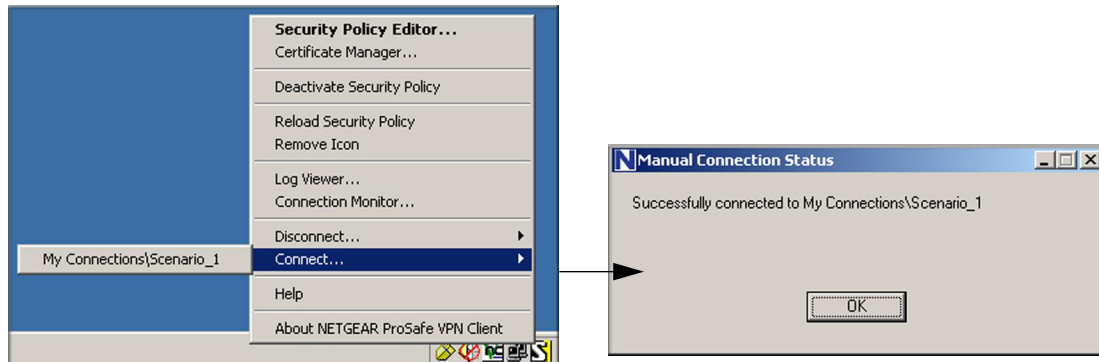 Security Policy Editor...
Certificate Manager...
Deactivate Security Policy
Reload Security Policy
Remove Icon
Log Viewer...
Connection Monitor...
Disconnect...
My Connections\Scenario_1
Connect...
Help
About NETGEAR ProSafe VPN Client
S
N Manual Connection Status
Successfully connected to My Connections\Scenario_1
OK